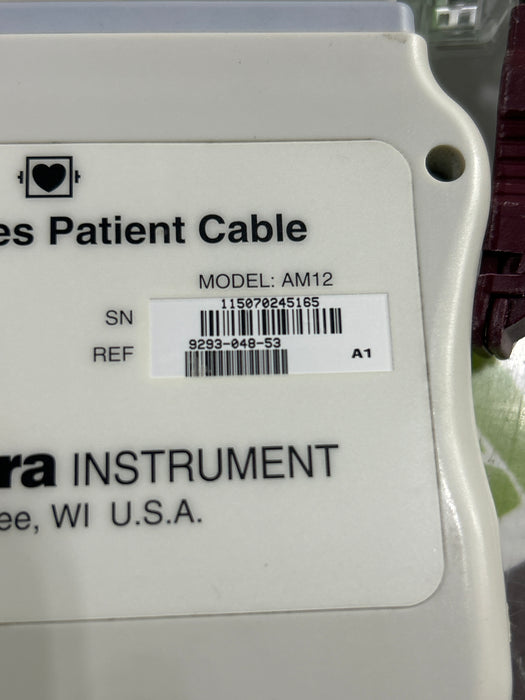 es Patient Cable
MODEL: AM12
SN 115070245165
REF 9293-048-53 A1
ra INSTRUMENT
ee, WI U.S.A.